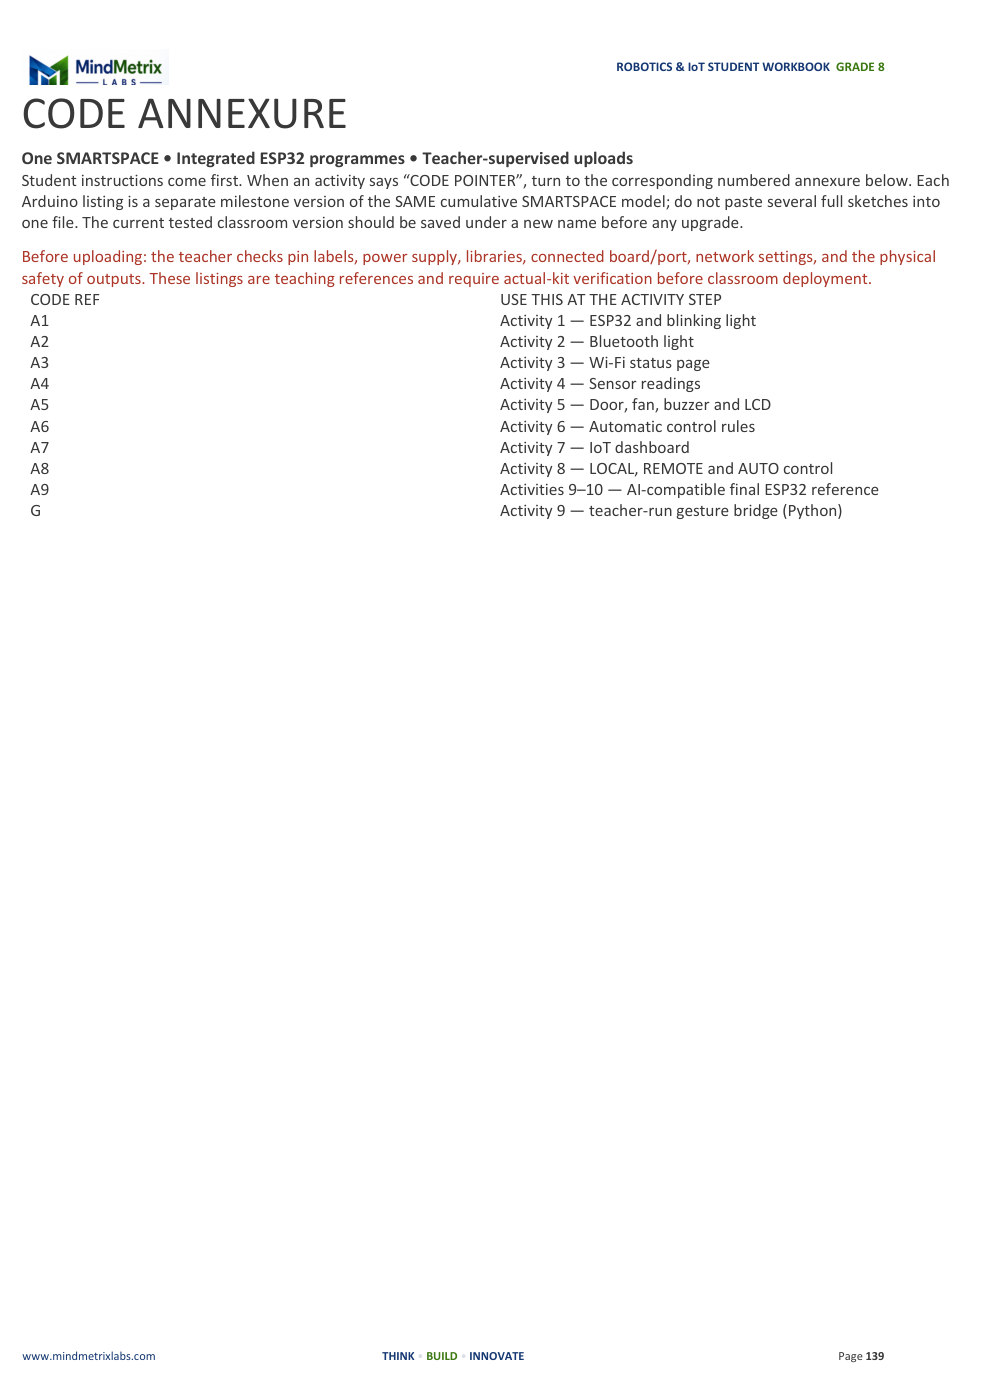 MindMetrix
LABS
ROBOTICS & IoT STUDENT WORKBOOK GRADE 8
CODE ANNEXURE
One SMARTSPACE • Integrated ESP32 programmes • Teacher-supervised uploads
Student instructions come first. When an activity says “CODE POINTER”, turn to the corresponding numbered annexure below. Each
Arduino listing is a separate milestone version of the SAME cumulative SMARTSPACE model; do not paste several full sketches into
one file. The current tested classroom version should be saved under a new name before any upgrade.
Before uploading: the teacher checks pin labels, power supply, libraries, connected board/port, network settings, and the physical
safety of outputs. These listings are teaching references and require actual-kit verification before classroom deployment.
CODE REF USE THIS AT THE ACTIVITY STEP
A1 Activity 1 — ESP32 and blinking light
A2 Activity 2 — Bluetooth light
A3 Activity 3 — Wi-Fi status page
A4 Activity 4 — Sensor readings
A5 Activity 5 — Door, fan, buzzer and LCD
A6 Activity 6 — Automatic control rules
A7 Activity 7 — IoT dashboard
A8 Activity 8 — LOCAL, REMOTE and AUTO control
A9 Activities 9–10 — AI-compatible final ESP32 reference
G Activity 9 — teacher-run gesture bridge (Python)
www.mindmetrixlabs.com THINK • BUILD • INNOVATE Page 139